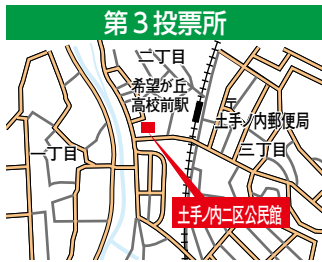 第3投票所
二丁目
希望が丘
高校前駅
〒
土手ノ内郵便局
一丁目
三丁目
土手ノ内二区公民館